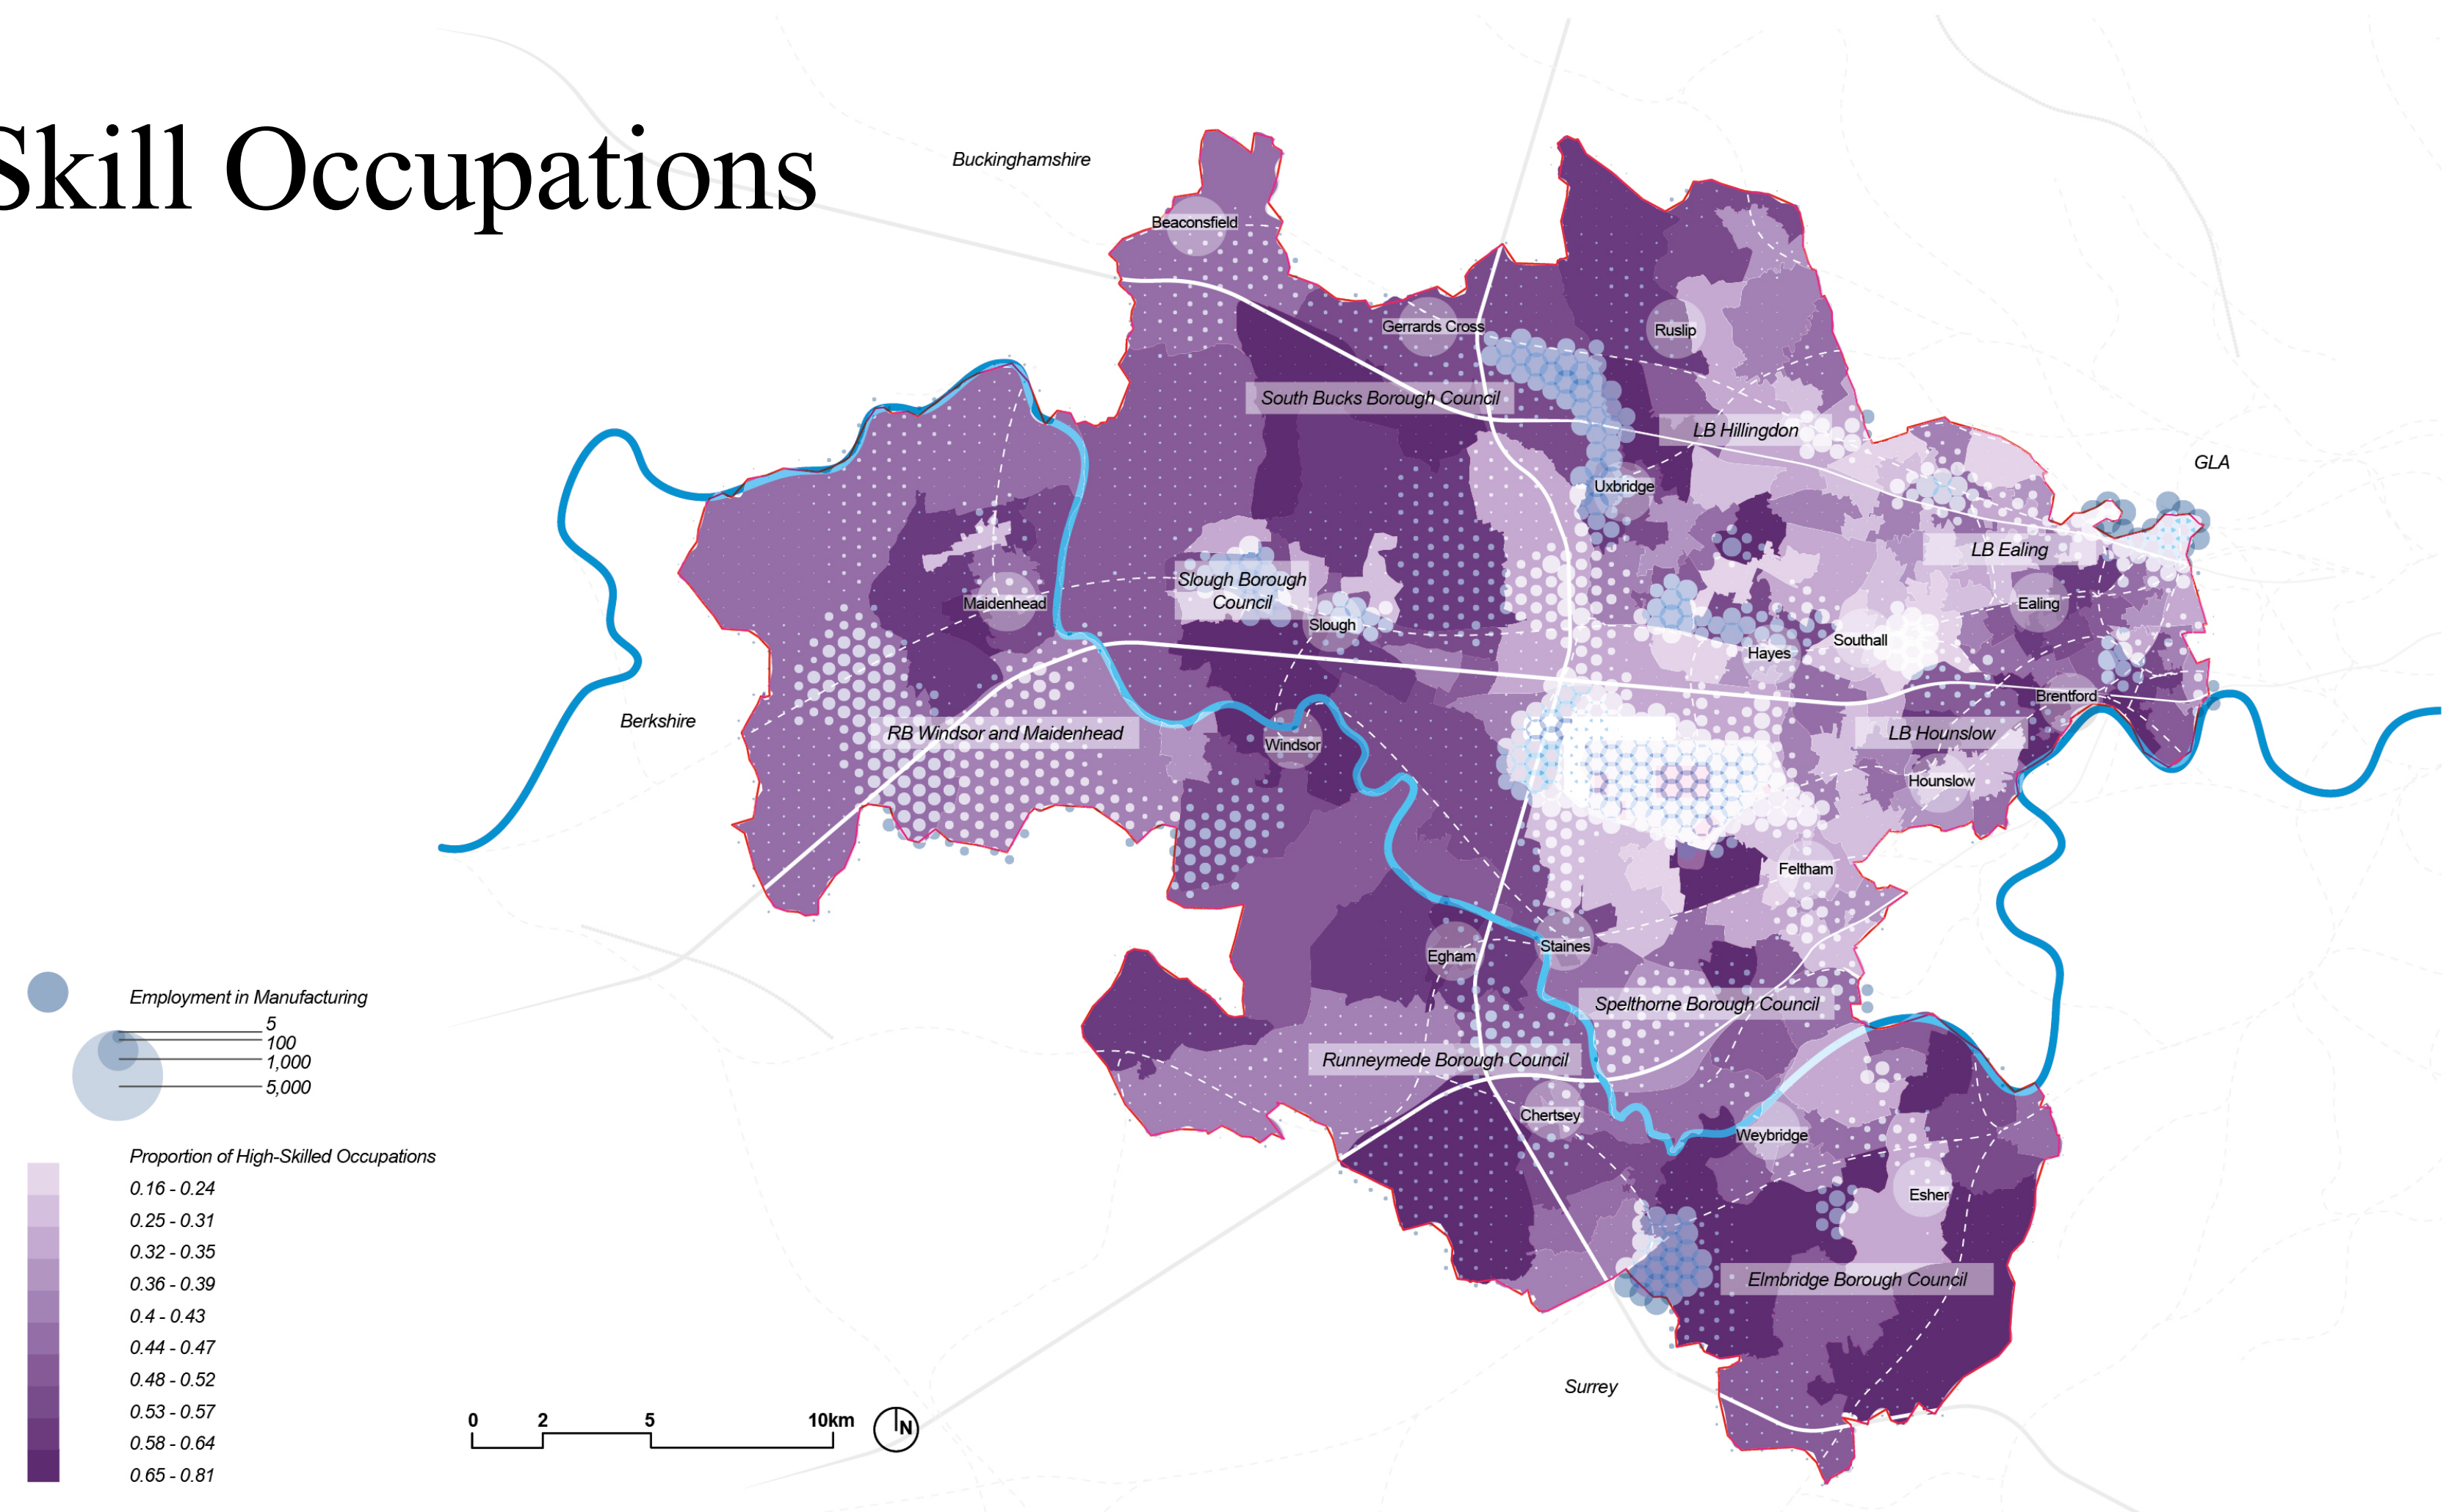 Skill Occupations
Buckinghamshire
Beaconsfield
Gerrards Cross
Ruslip
South Bucks Borough Council
LB Hillingdon
GLA
Uxbridge
LB Ealing
Slough Borough
Council
Maidenhead
Slough
Ealing
Southall
Hayes
Brentford
Berkshire
RB Windsor and Maidenhead
Windsor
LB Hounslow
Hounslow
Feltham
Egham
Staines
Spelthorne Borough Council
Runneymede Borough Council
Chertsey
Weybridge
Esher
Elmbridge Borough Council
Surrey
Employment in Manufacturing
5
100
1,000
5,000
Proportion of High-Skilled Occupations
0.16 - 0.24
0.25 - 0.31
0.32 - 0.35
0.36 - 0.39
0.4 - 0.43
0.44 - 0.47
0.48 - 0.52
0.53 - 0.57
0.58 - 0.64
0.65 - 0.81
0 2 5 10km
N